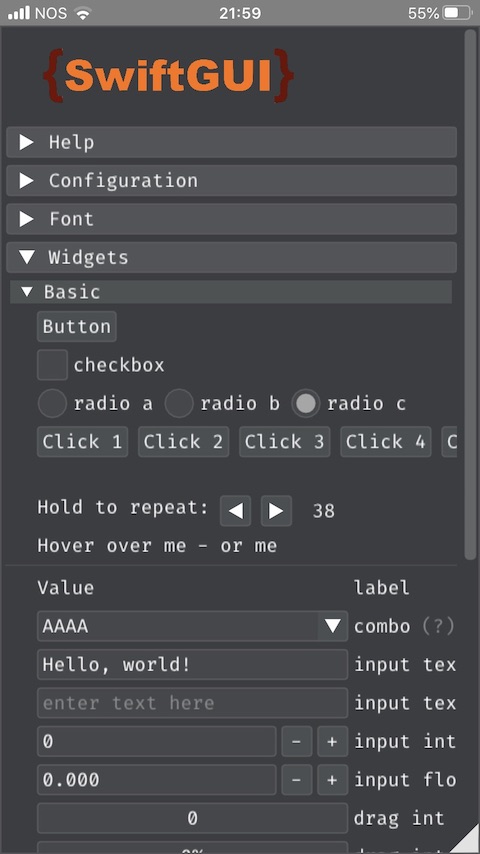 NOS 21:59 55%
{SwiftGUI}
Help
Configuration
Font
Widgets
Basic
Button
checkbox
radio a radio b radio c
Click 1 Click 2 Click 3 Click 4 C
Hold to repeat: 38
Hover over me - or me
Value label
AAAA combo (?)
Hello, world! input tex
enter text here input tex
0 - + input int
0.000 - + input flo
0 drag int